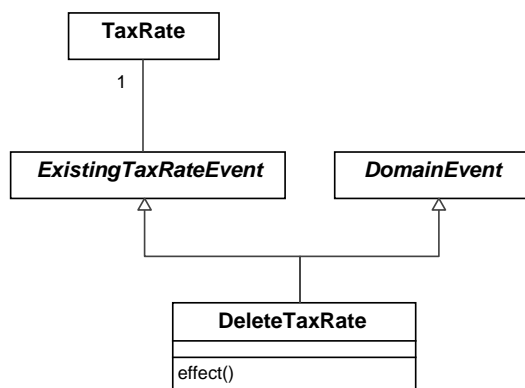 TaxRate
1
ExistingTaxRateEvent
DomainEvent
DeleteTaxRate
effect()